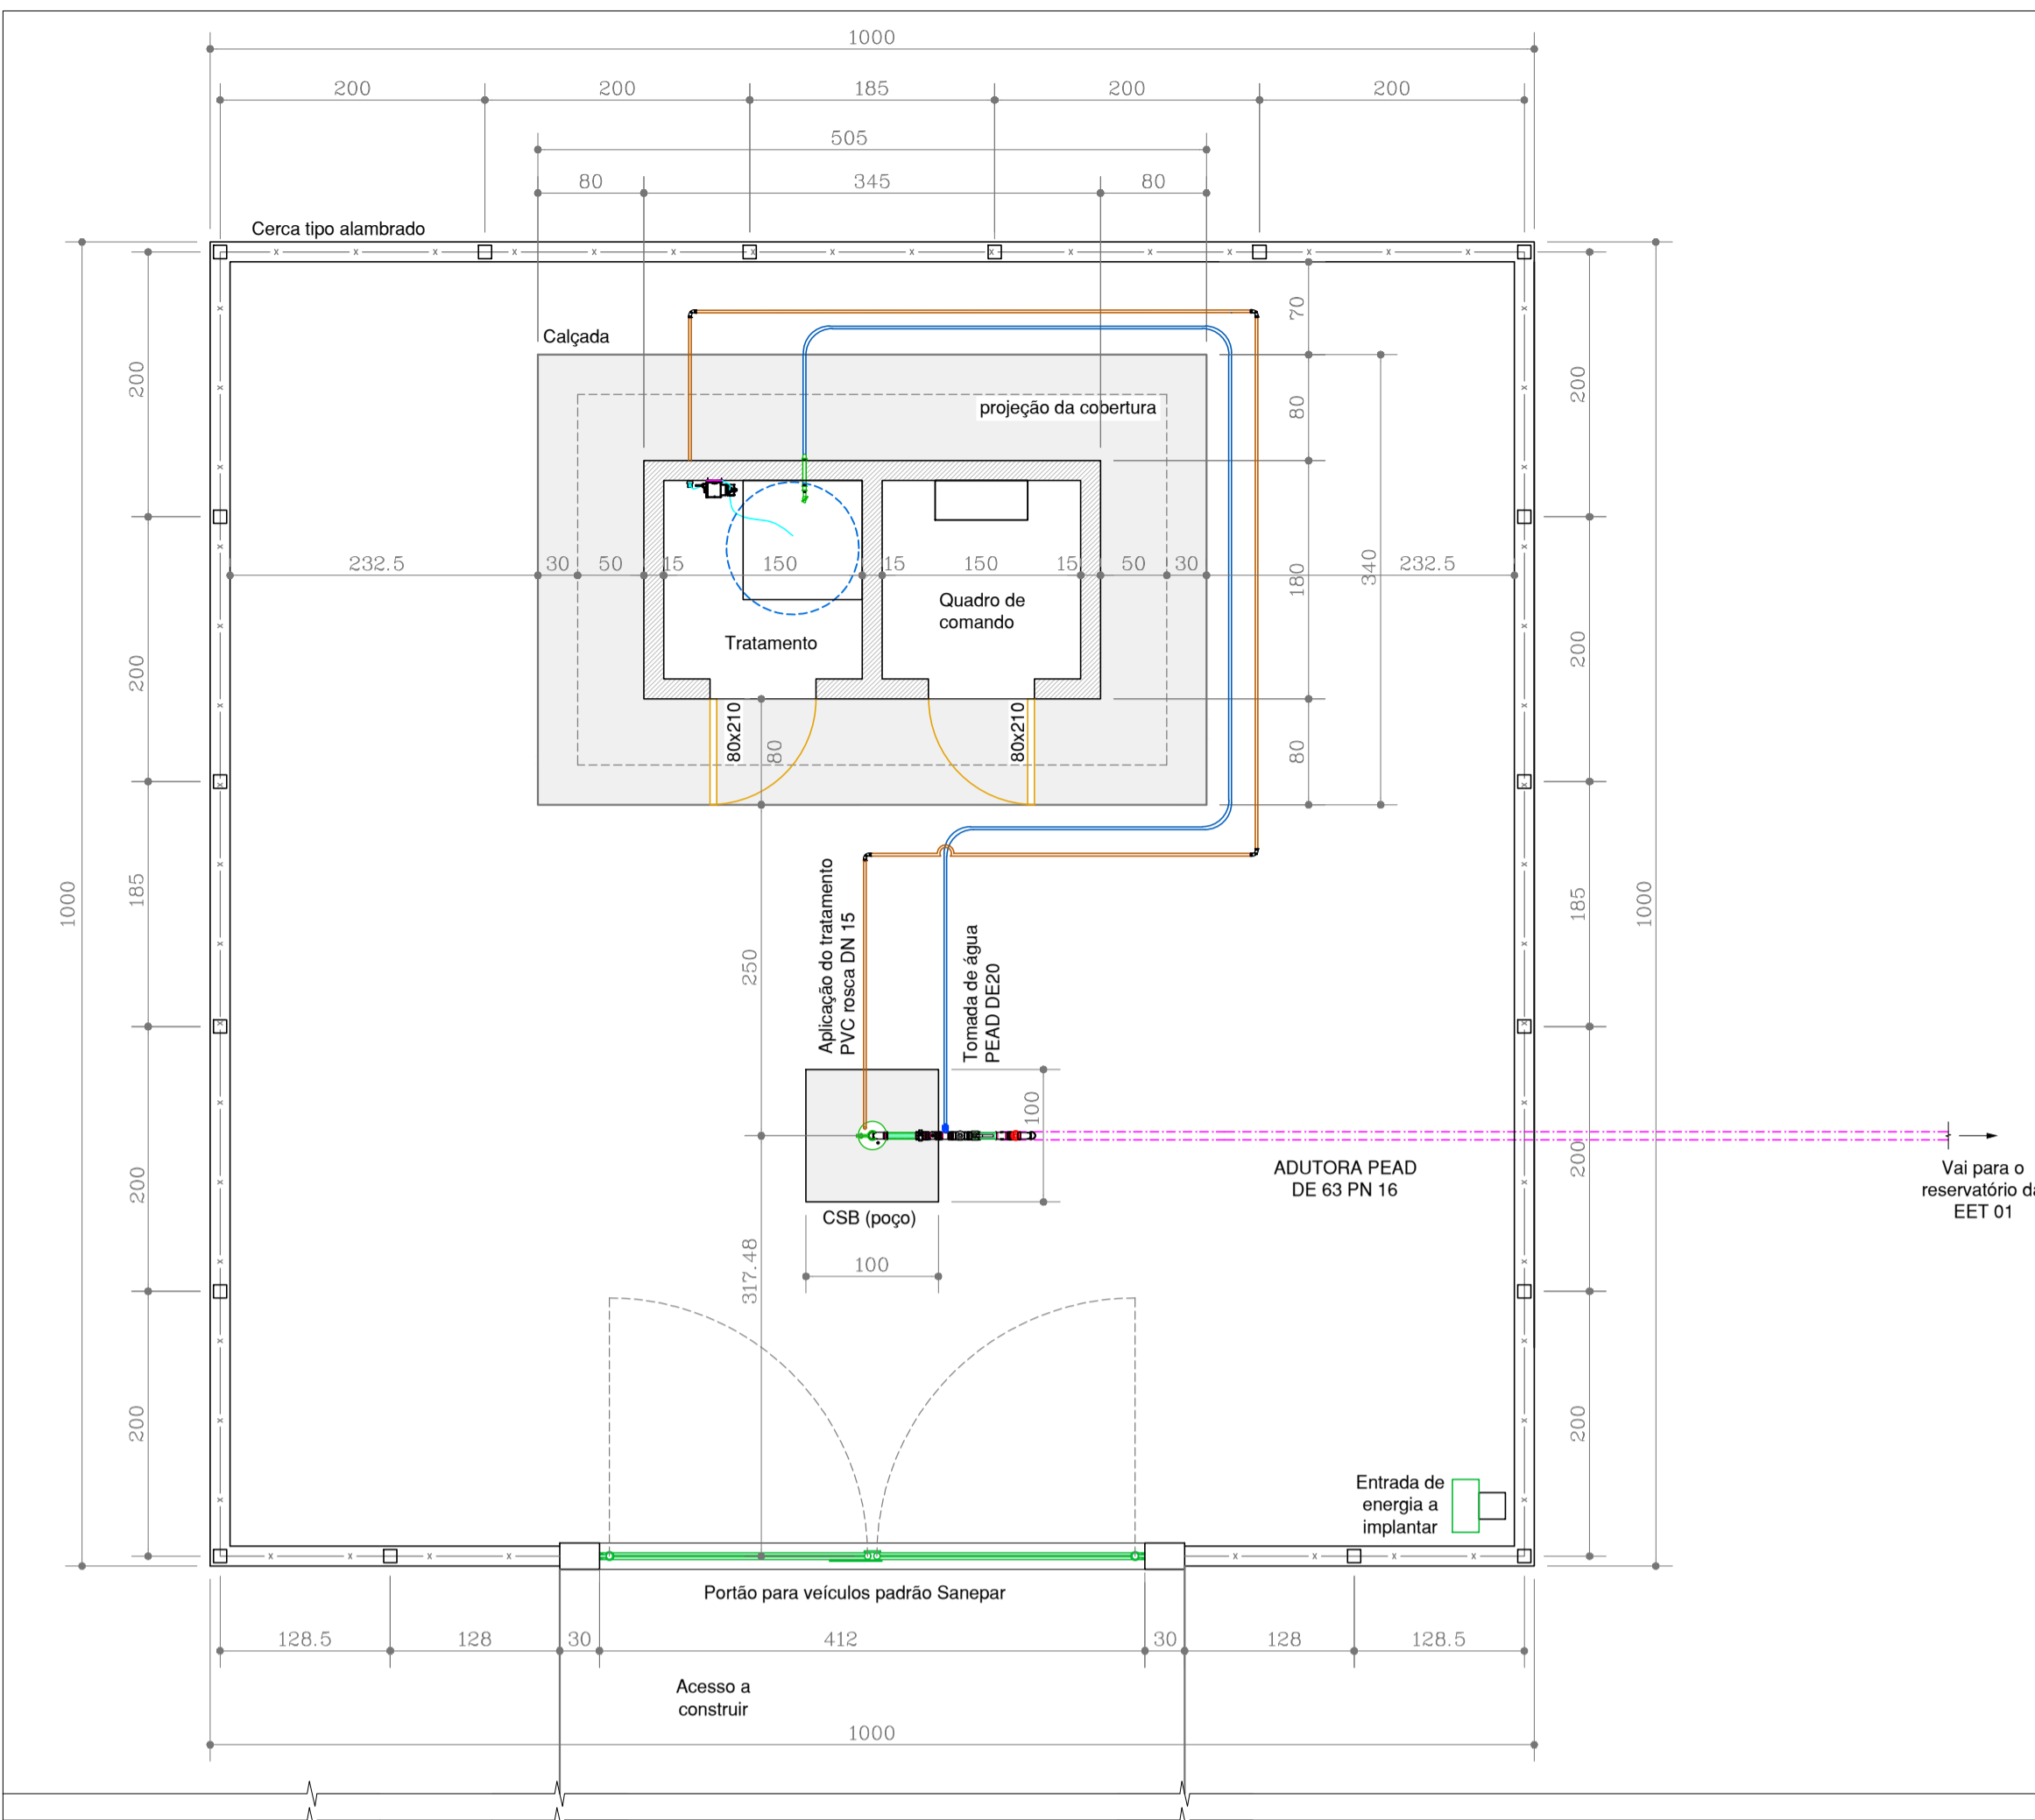 1000
200
200
185
200
200
505
80
345
80
Cerca tipo alambrado
Calçada
projeção da cobertura
70
80
180
80
340
232.5
30
50
15
150
15
150
15
50
30
232.5
Quadro de
comando
Tratamento
80x210
80
80x210
200
200
185
200
200
1000
200
200
185
200
200
1000
250
Aplicação do tratamento
PVC rosca DN 15
Tomada de água
PEAD DE20
100
ADUTORA PEAD
DE 63 PN 16
Vai para o
reservatório
EET 01
CSB (poço)
100
317.48
Entrada de
energia a
implantar
Portão para veículos padrão Sanepar
128.5
128
30
412
30
128
128.5
Acesso a
construir
1000